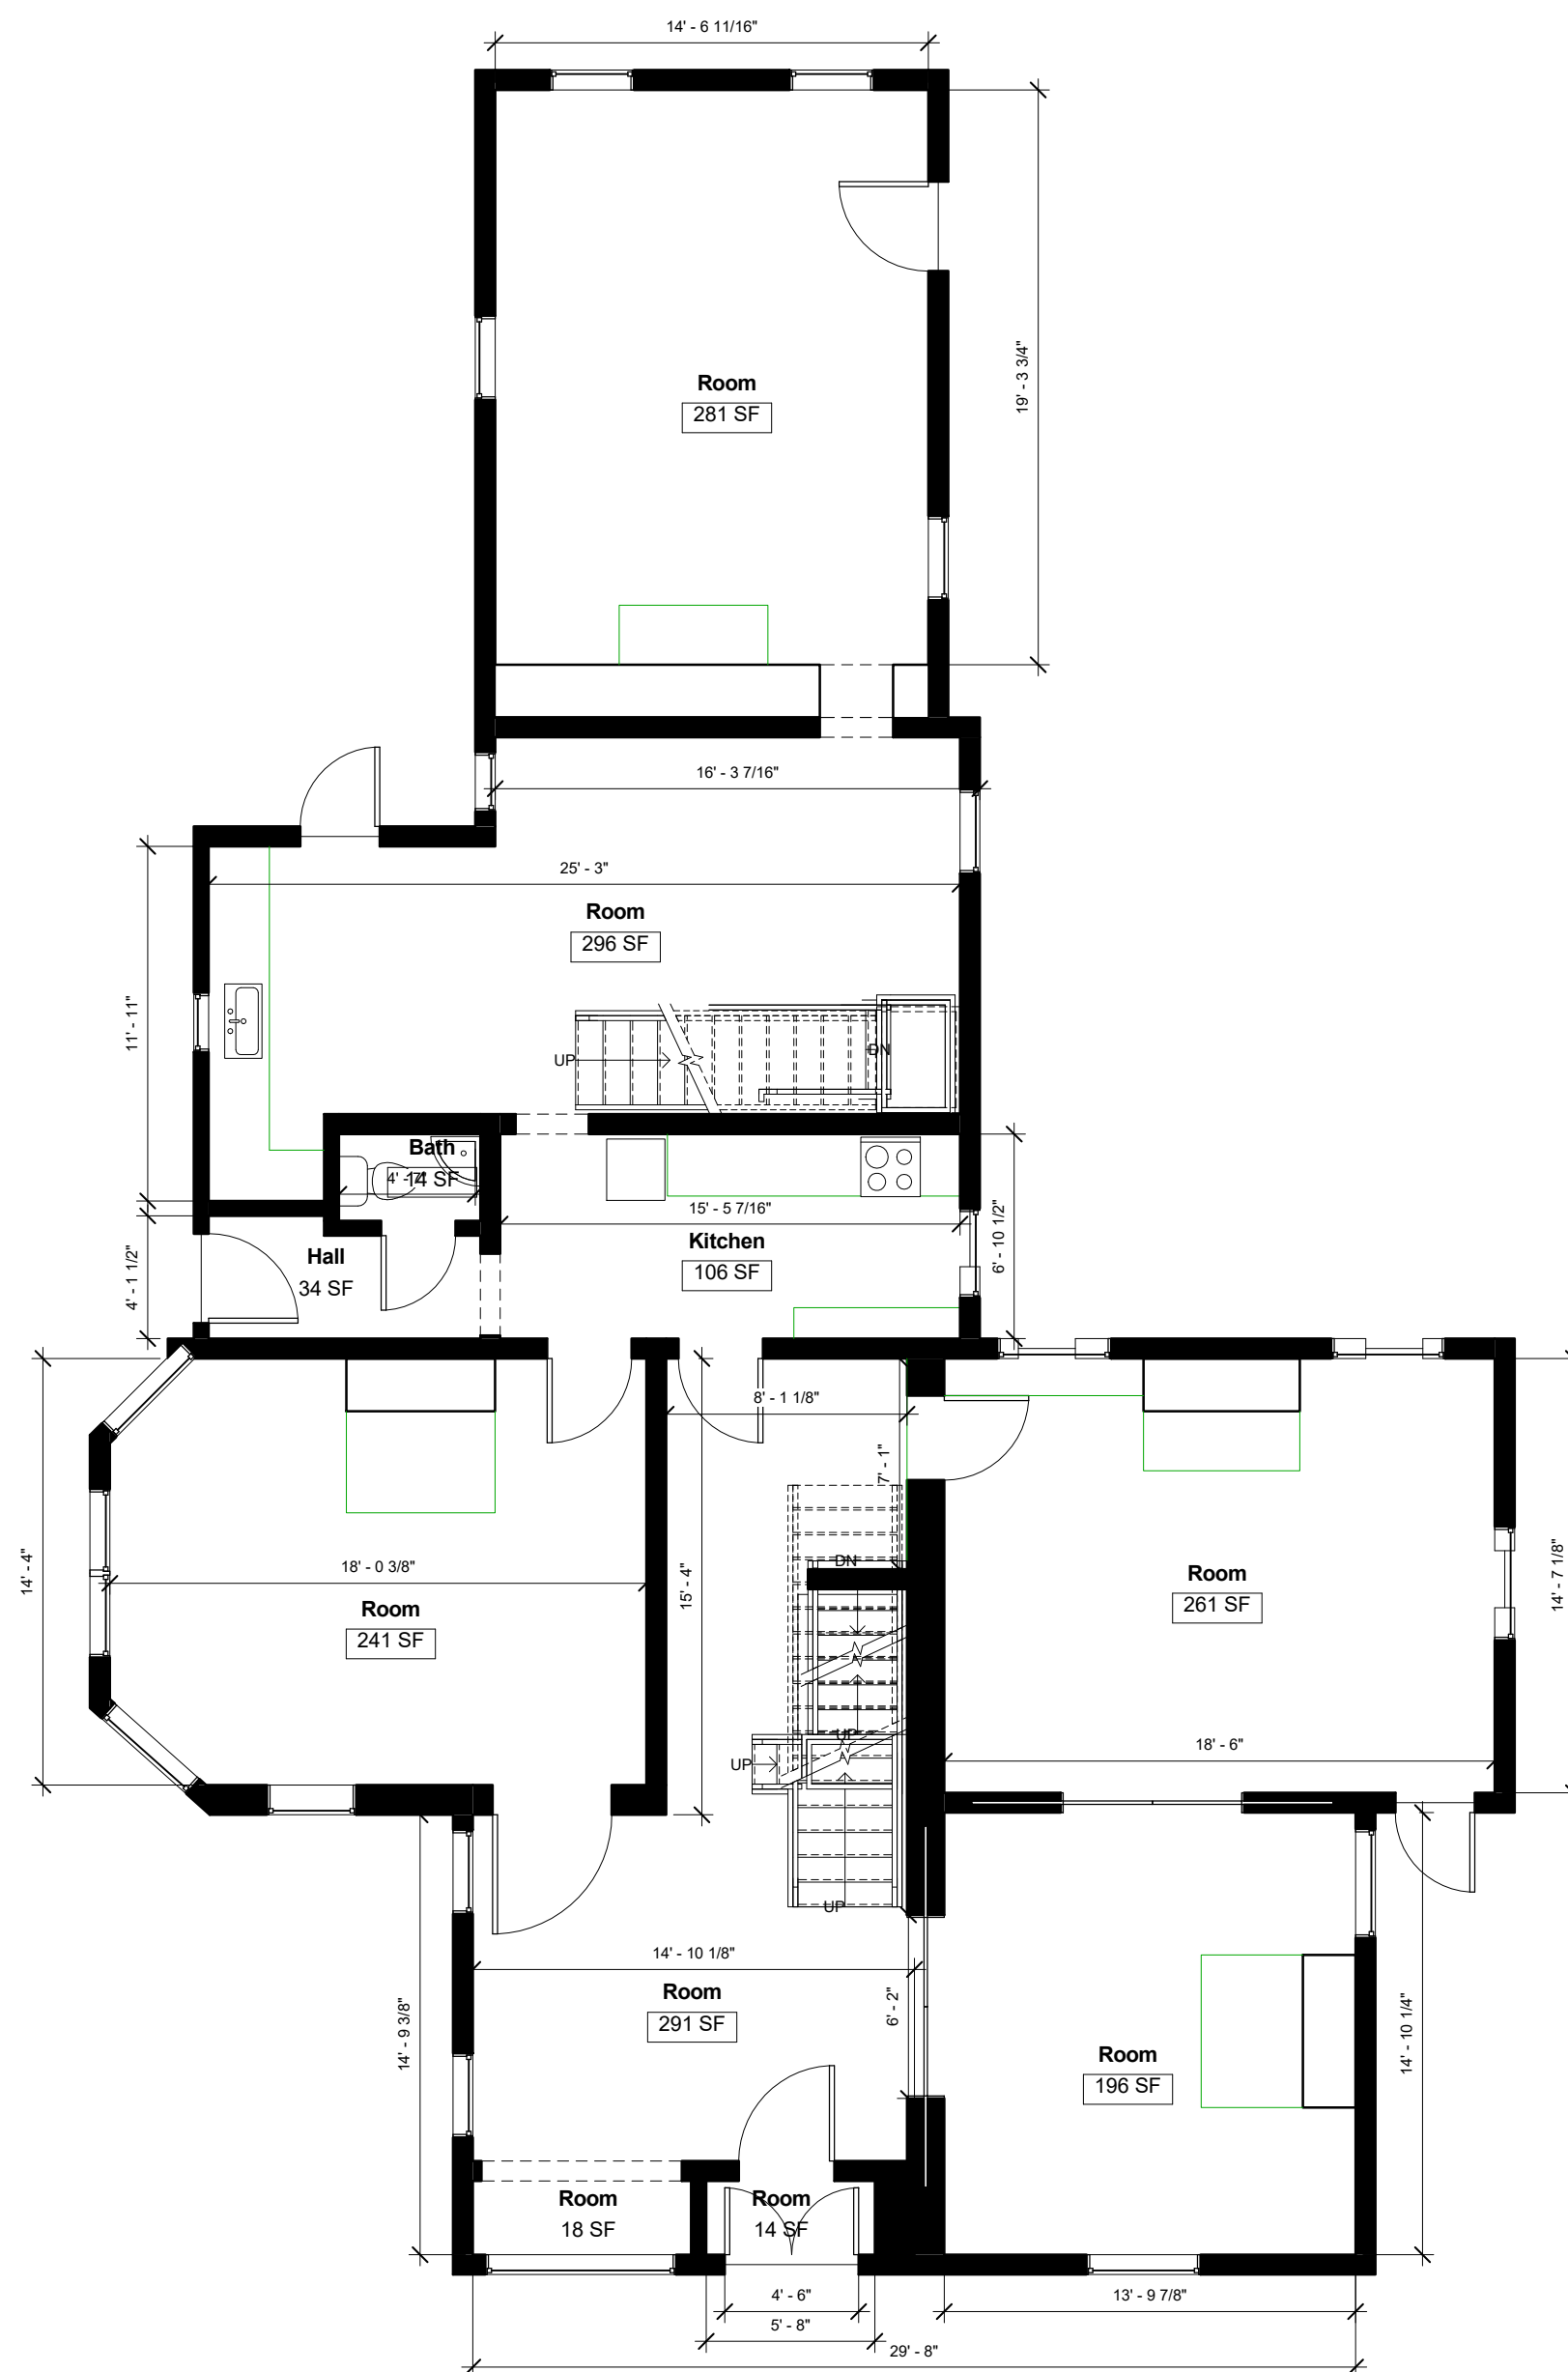 14' - 6 11/16"
19' - 3 3/4"
Room
281 SF
16' - 3 7/16"
25' - 3"
Room
296 SF
11' - 11"
UP
DN
Bath
14 SF
4' - 7"
15' - 5 7/16"
Kitchen
106 SF
6' - 10 1/2"
Hall
34 SF
4' - 1 1/2"
8' - 1 1/8"
7' - 1"
14' - 4"
18' - 0 3/8"
Room
241 SF
15' - 4"
DN
Room
261 SF
14' - 7 1/8"
UP
UP
18' - 6"
UP
14' - 10 1/8"
Room
291 SF
6' - 2"
14' - 9 3/8"
Room
196 SF
14' - 10 1/4"
Room
18 SF
Room
14 SF
4' - 6"
13' - 9 7/8"
5' - 8"
29' - 8"